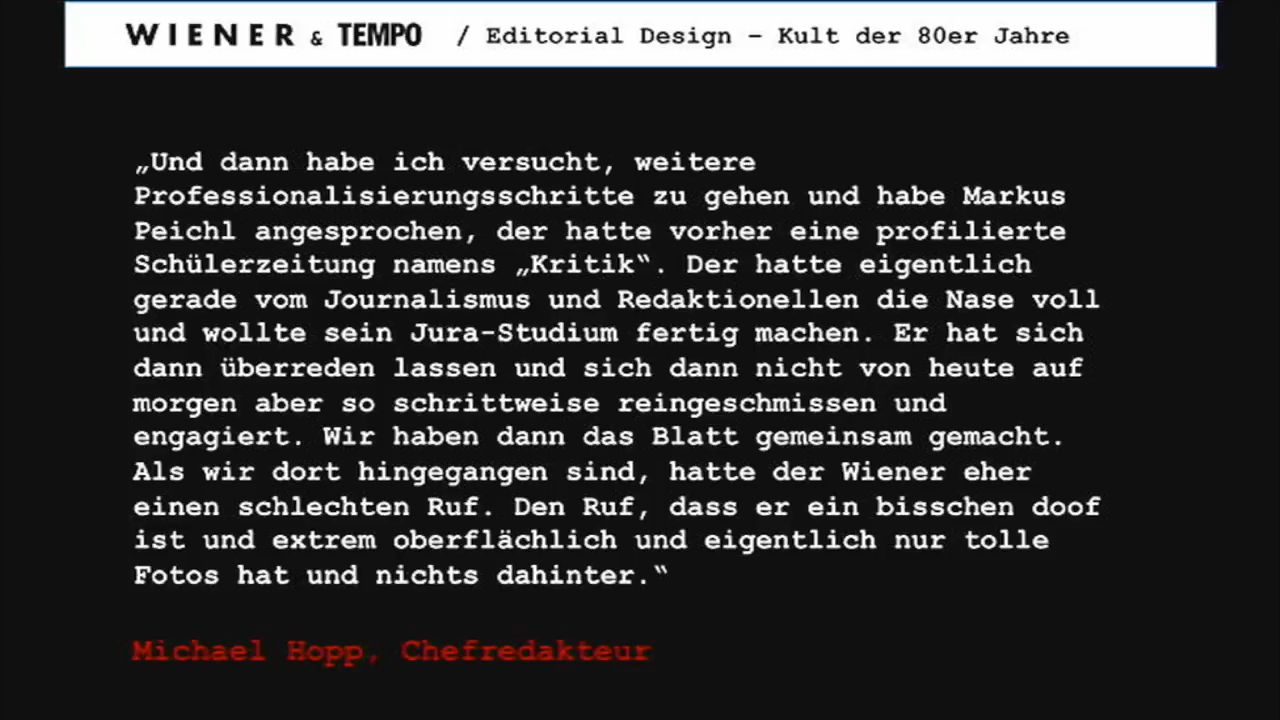 WIENER & TEMPO / Editorial Design – Kult der 80er Jahre
„Und dann habe ich versucht, weitere
Professionalisierungsschritte zu gehen und habe Markus
Peichl angesprochen, der hatte vorher eine profilierte
Schülerzeitung namens „Kritik‟. Der hatte eigentlich
gerade vom Journalismus und Redaktionellen die Nase voll
und wollte sein Jura-Studium fertig machen. Er hat sich
dann überreden lassen und sich dann nicht von heute auf
morgen aber so schrittweise reingeschmissen und
engagiert. Wir haben dann das Blatt gemeinsam gemacht.
Als wir dort hingegangen sind, hatte der Wiener eher
einen schlechten Ruf. Den Ruf, dass er ein bisschen doof
ist und extrem oberflächlich und eigentlich nur tolle
Fotos hat und nichts dahinter.‟
Michael Hopp, Chefredakteur